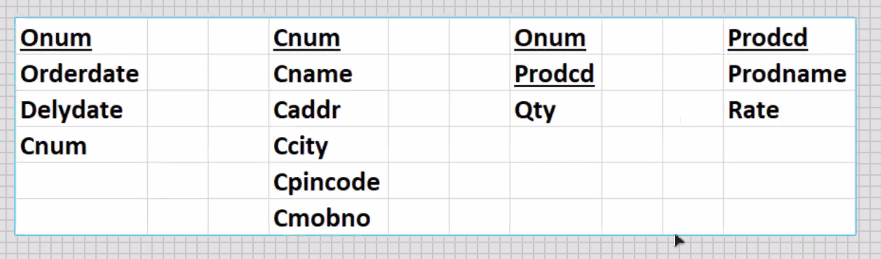 Onum Cnum Onum Prodcd
Orderdate Cname Prodcd Prodname
Delydate Caddr Qty Rate
Cnum Ccity
Cpincode
Cmobno